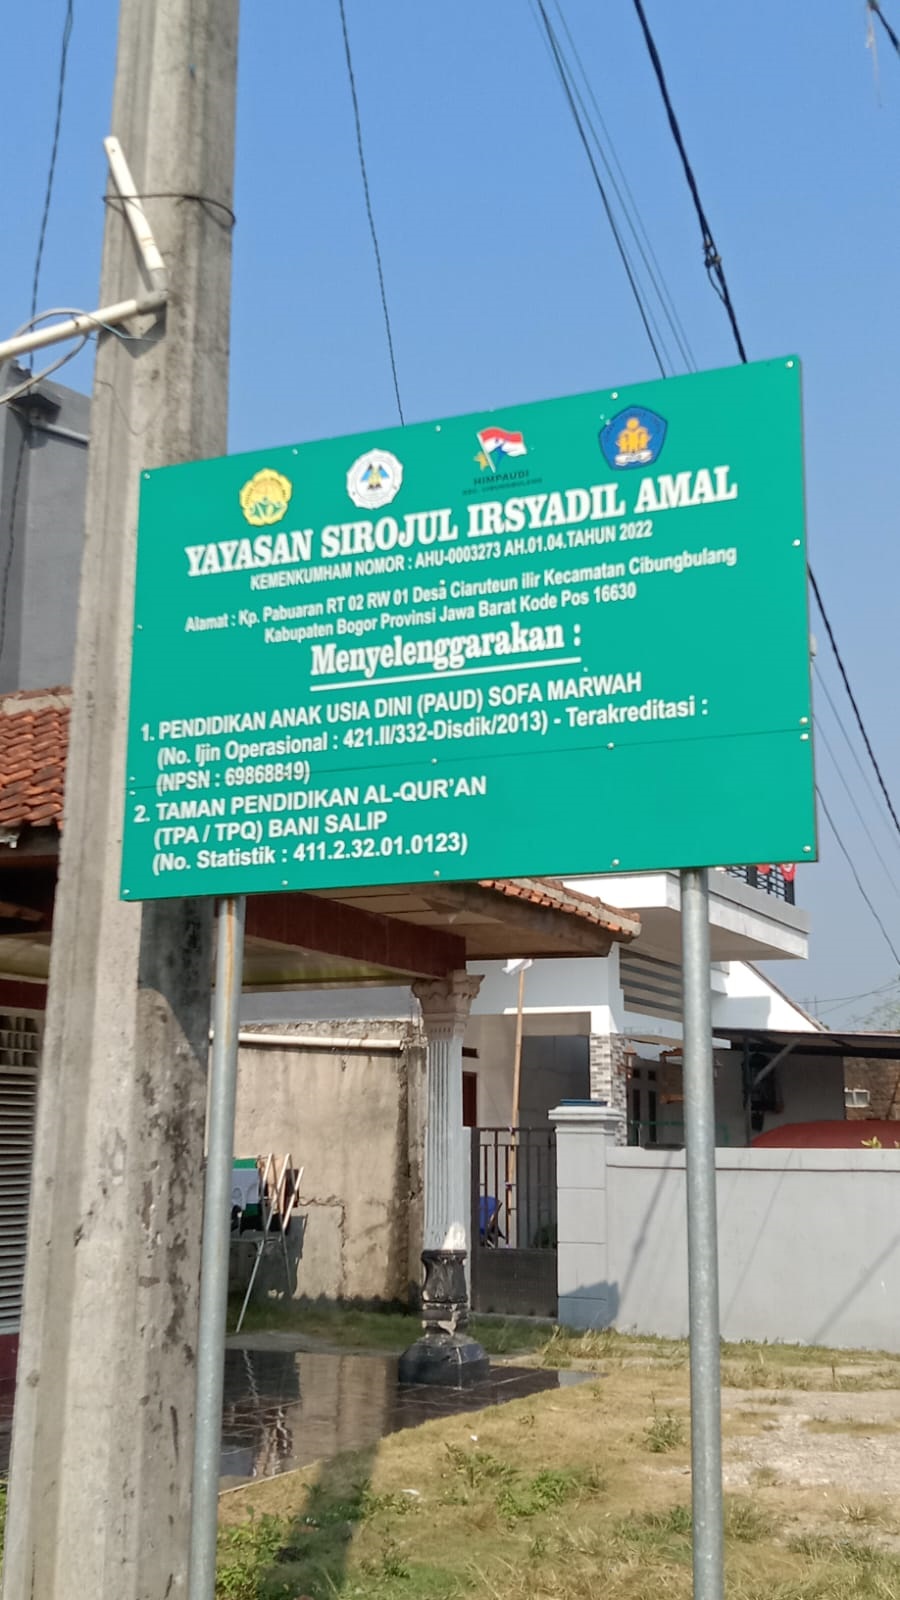 HIMPAUDI
KEC. CIBUNGBULANG
YAYASAN SIROJUL IRSYADIL AMAL
KEMENKUMHAM NOMOR : AHU-0003273 AH.01.04.TAHUN 2022
Alamat : Kp. Pabuaran RT 02 RW 01 Desa Ciaruteun ilir Kecamatan Cibungbulang
Kabupaten Bogor Provinsi Jawa Barat Kode Pos 16630
Menyelenggarakan :
1. PENDIDIKAN ANAK USIA DINI (PAUD) SOFA MARWAH
(No. Ijin Operasional : 421.II/332-Disdik/2013) - Terakreditasi :
(NPSN : 69868819)
2. TAMAN PENDIDIKAN AL-QUR'AN
(TPA / TPQ) BANI SALIP
(No. Statistik : 411.2.32.01.0123)